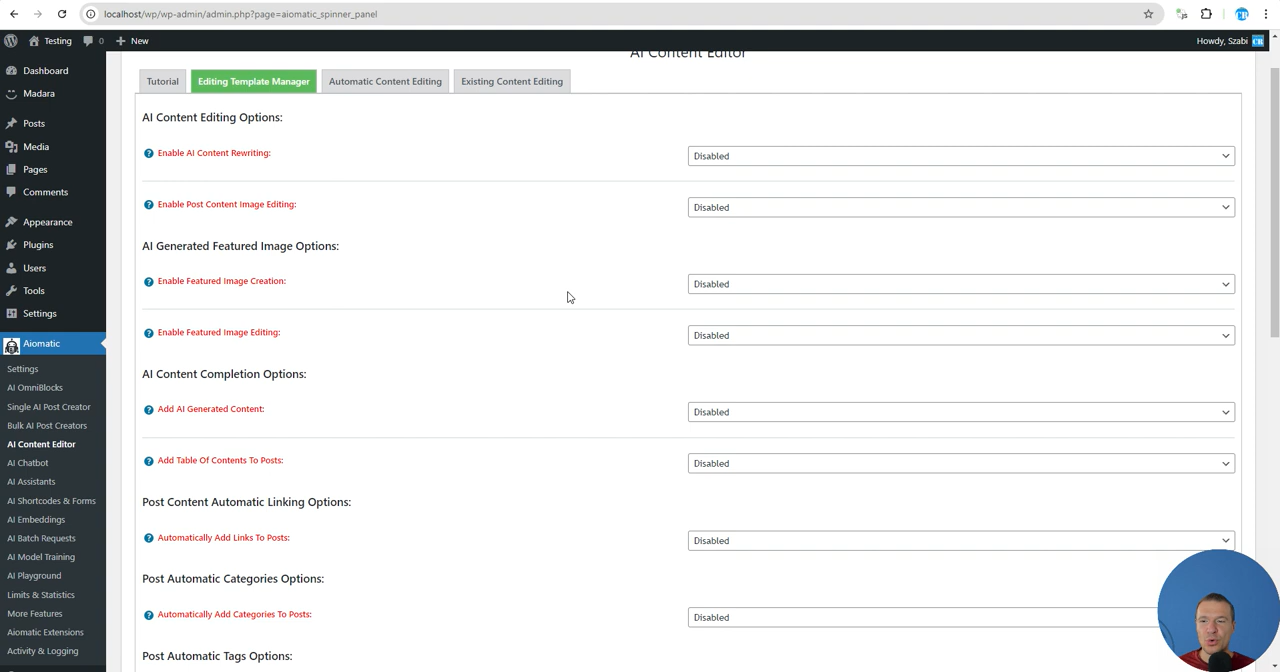 localhost/wp/wp-admin/admin.php?page=aiomatic_spinner_panel
Testing
0
New
Howdy, Szabi
AI Content Editor
Tutorial
Editing Template Manager
Automatic Content Editing
Existing Content Editing
Dashboard
Madara
Posts
Media
Pages
Comments
Appearance
Plugins
Users
Tools
Settings
Aiomatic
Settings
AI OmniBlocks
Single AI Post Creator
Bulk AI Post Creators
AI Content Editor
AI Chatbot
AI Assistants
AI Shortcodes & Forms
AI Embeddings
AI Batch Requests
AI Model Training
AI Playground
Limits & Statistics
More Features
Aiomatic Extensions
Activity & Logging
AI Content Editing Options:
Enable AI Content Rewriting:
Disabled
Enable Post Content Image Editing:
Disabled
AI Generated Featured Image Options:
Enable Featured Image Creation:
Disabled
Enable Featured Image Editing:
Disabled
AI Content Completion Options:
Add AI Generated Content:
Disabled
Add Table Of Contents To Posts:
Disabled
Post Content Automatic Linking Options:
Automatically Add Links To Posts:
Disabled
Post Automatic Categories Options:
Automatically Add Categories To Posts:
Disabled
Post Automatic Tags Options: